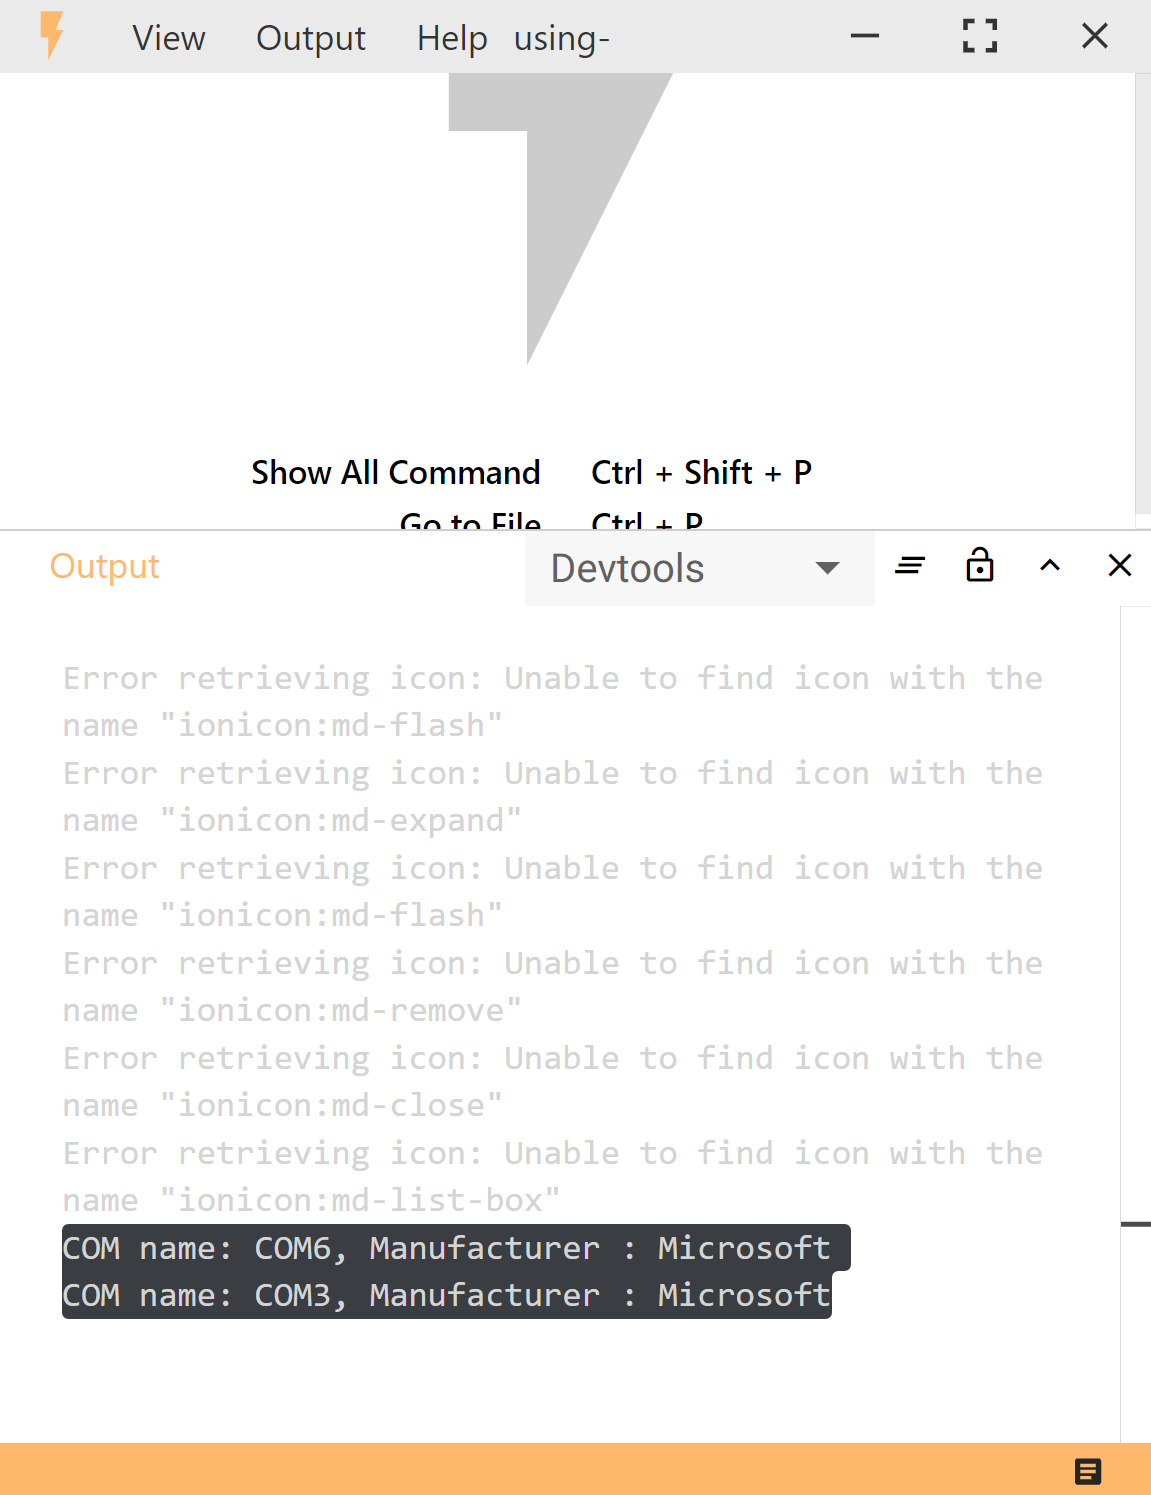 View Output Help using-
Show All Command Ctrl + Shift + P
Go to File Ctrl + P
Output Devtools
Error retrieving icon: Unable to find icon with the
name "ionicon:md-flash"
Error retrieving icon: Unable to find icon with the
name "ionicon:md-expand"
Error retrieving icon: Unable to find icon with the
name "ionicon:md-flash"
Error retrieving icon: Unable to find icon with the
name "ionicon:md-remove"
Error retrieving icon: Unable to find icon with the
name "ionicon:md-close"
Error retrieving icon: Unable to find icon with the
name "ionicon:md-list-box"
COM name: COM6, Manufacturer : Microsoft
COM name: COM3, Manufacturer : Microsoft